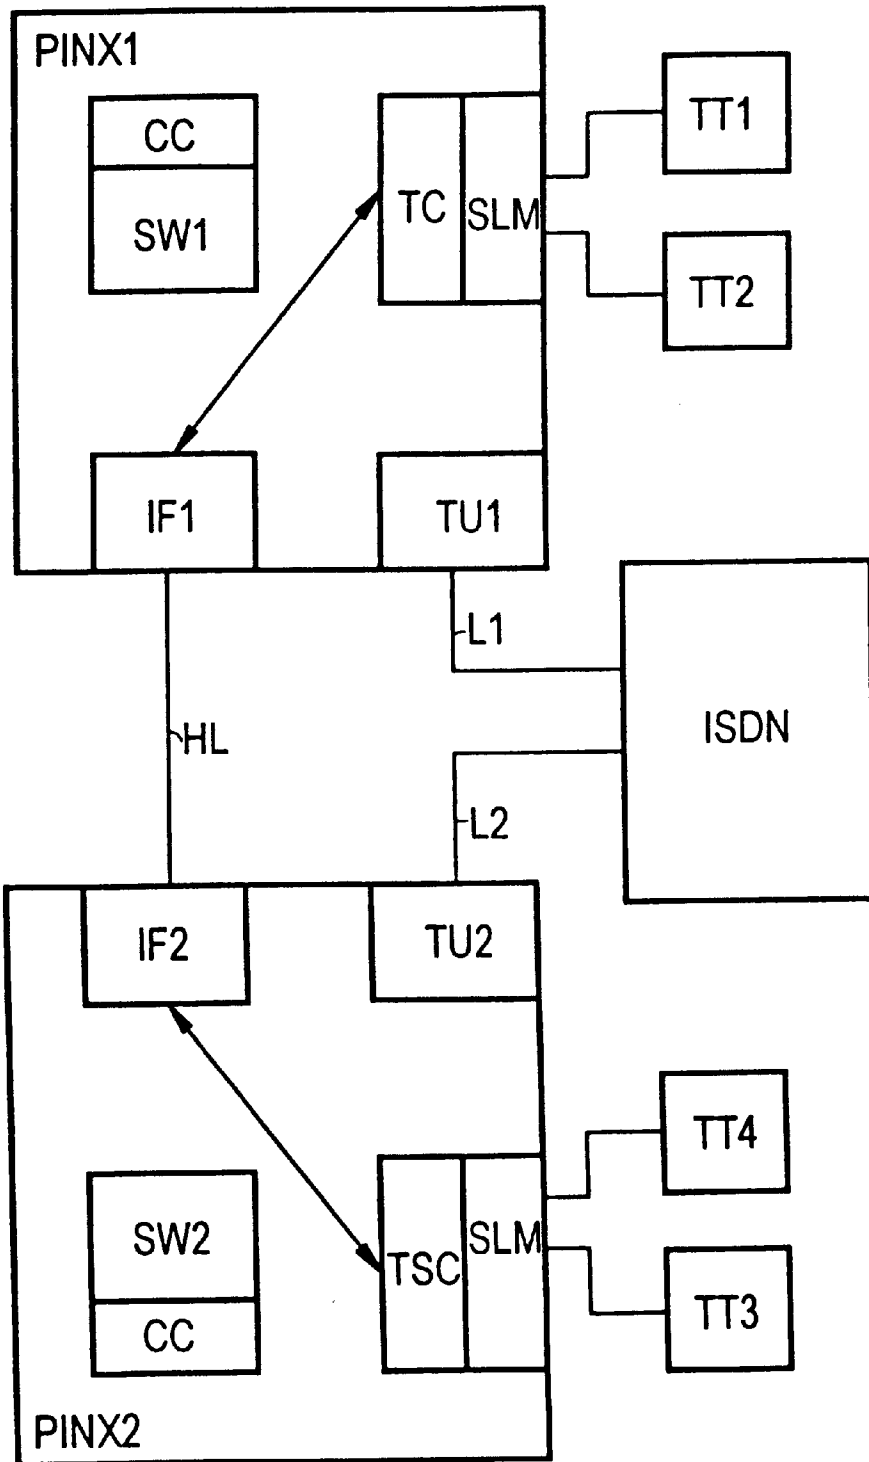 PINX1
CC
SW1
TC
SLM
TT1
TT2
IF1
TU1
L1
HL
ISDN
L2
IF2
TU2
TT4
SW2
CC
TSC
SLM
TT3
PINX2